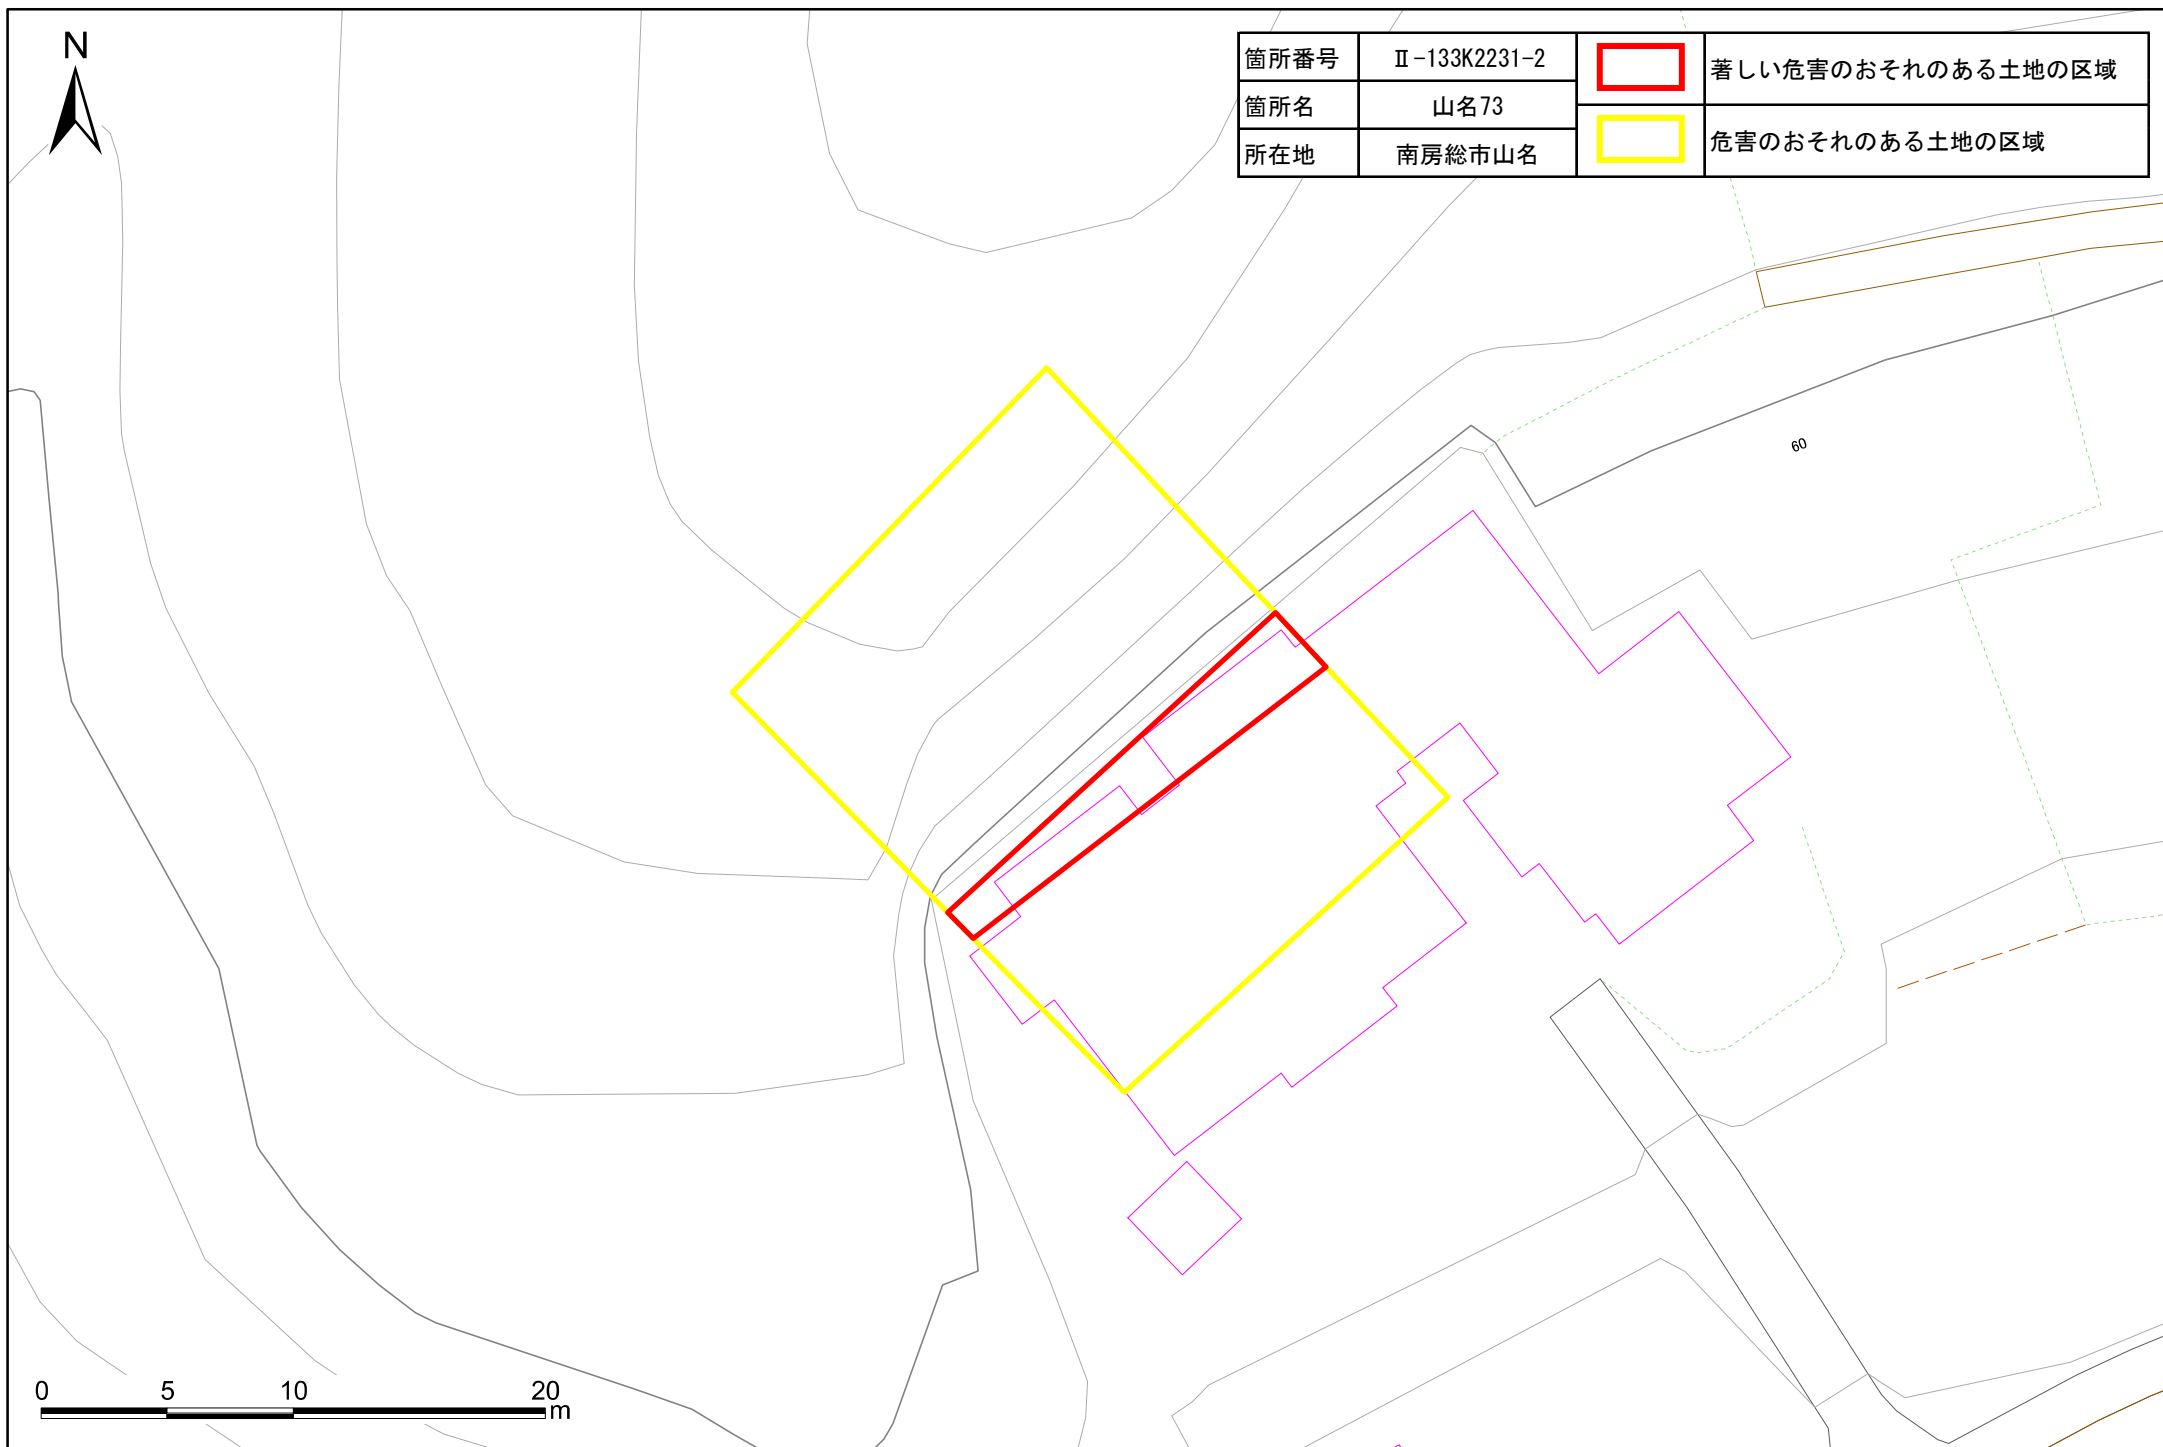 N
箇所番号 Ⅱ-133K2231-2
箇所名 山名73
所在地 南房総市山名
著しい危害のおそれのある土地の区域
危害のおそれのある土地の区域
60
0 5 10 20
m